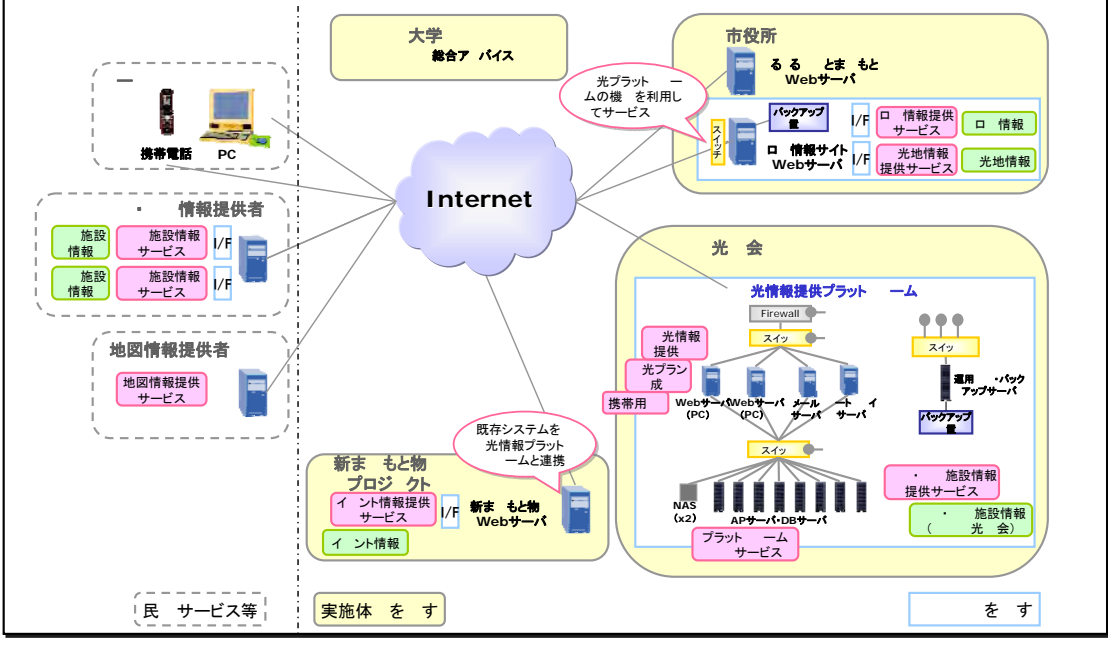 大学
総合ア バイス
市役所
る る とま もと
Webサーバ
光プラット ー
ムの機 を利用し
てサービス
スイッチ
バックアップ
置
ロ 情報サイト
Webサーバ
I/F
ロ 情報提供
サービス
ロ 情報
I/F
光地情報
提供サービス
光地情報
ー
携帯電話
PC
Internet
・ 情報提供者
施設
情報
施設情報
サービス
I/F
施設
情報
施設情報
サービス
I/F
地図情報提供者
地図情報提供
サービス
光 会
光情報提供プラット ーム
Firewall
スイッ
光情報
提供
光プラン
成
携帯用
Webサーバ
(PC)
Webサーバ
(PC)
メール
サーバ
ート イ
サーバ
スイッ
運用 ・バック
アップサーバ
バックアップ
置
スイッ
NAS
(x2)
APサーバ・DBサーバ
プラット ーム
サービス
・ 施設情報
提供サービス
・ 施設情報
( 光 会)
既存システムを
光情報プラット
ームと連携
新ま もと物
プロジ クト
イ ント情報提供
サービス
I/F
新ま もと物
Webサーバ
イ ント情報
民 サービス等
実施体 を す
を す